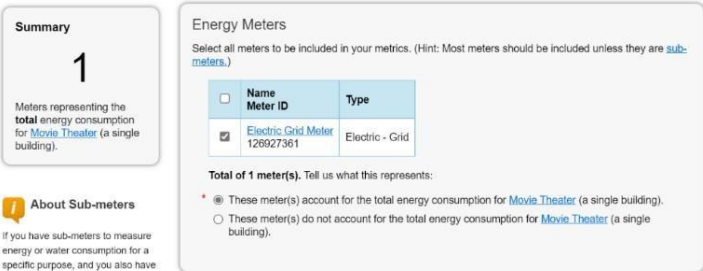 Summary
1
Meters representing the
total energy consumption
for Movie Theater (a single
building).
About Sub-meters
If you have sub-meters to measure
energy or water consumption for a
specific purpose, and you also have
Energy Meters
Select all meters to be included in your metrics. (Hint: Most meters should be included unless they are sub-
meters.)
Name
Meter ID
Type
Electric Grid Meter
126927361
Electric - Grid
Total of 1 meter(s). Tell us what this represents:
* These meter(s) account for the total energy consumption for Movie Theater (a single building).
These meter(s) do not account for the total energy consumption for Movie Theater (a single
building).